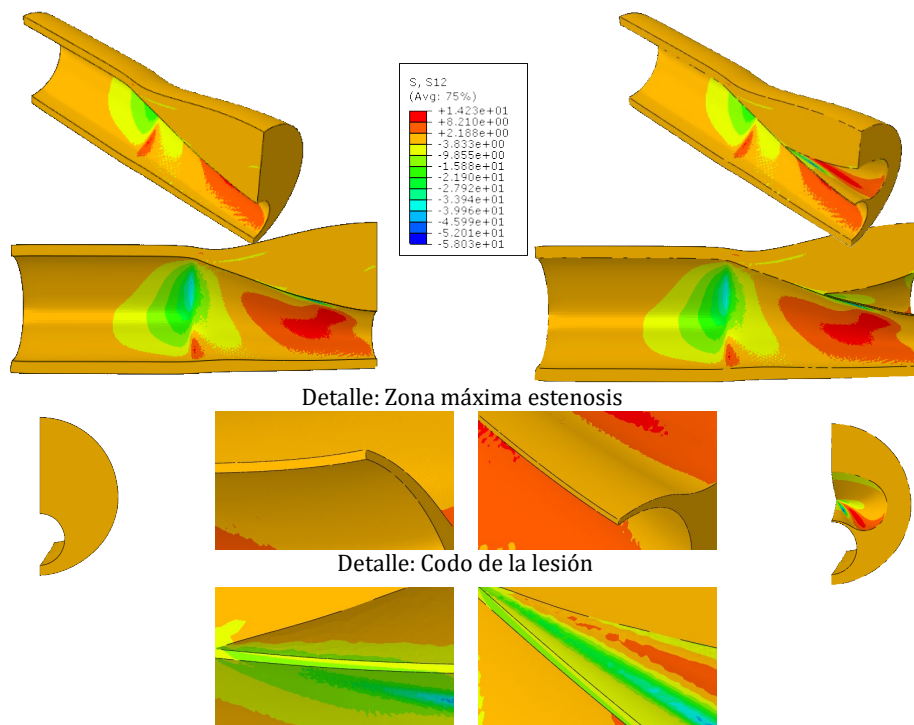 S, S12
(Avg: 75%)
+1.423e+01
+8.210e+00
+2.188e+00
-3.833e+00
-9.855e+00
-1.588e+01
-2.190e+01
-2.792e+01
-3.394e+01
-3.996e+01
-4.599e+01
-5.201e+01
-5.803e+01
Detalle: Zona máxima estenosis
Detalle: Codo de la lesión